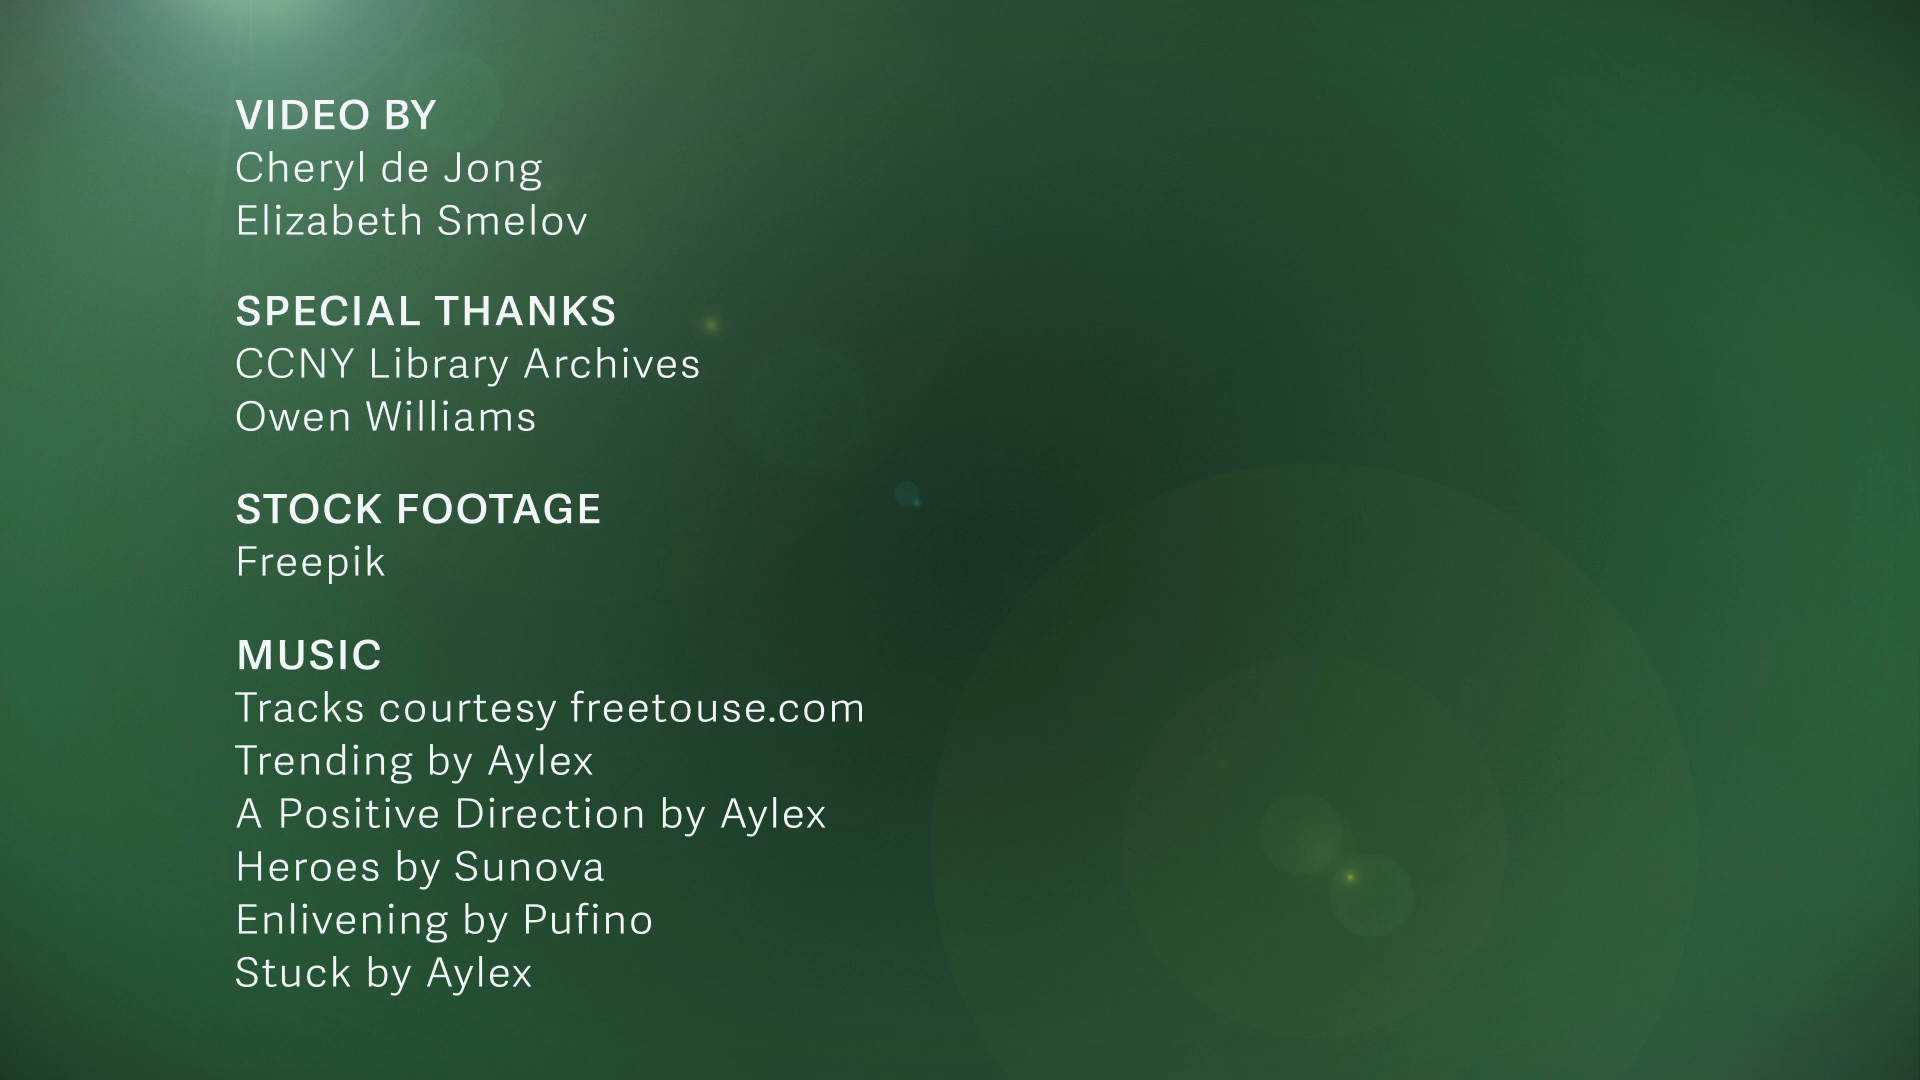 VIDEO BY
Cheryl de Jong
Elizabeth Smelov
SPECIAL THANKS
CCNY Library Archives
Owen Williams
STOCK FOOTAGE
Freepik
MUSIC
Tracks courtesy freetouse.com
Trending by Aylex
A Positive Direction by Aylex
Heroes by Sunova
Enlivening by Pufino
Stuck by Aylex